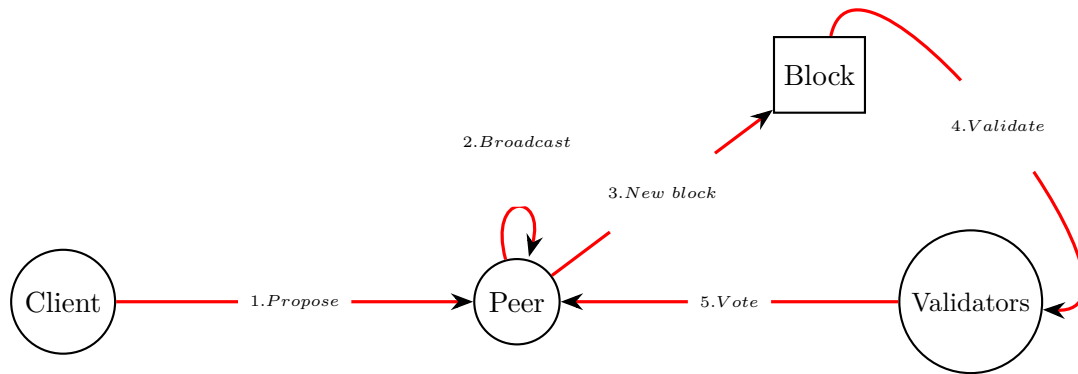 Block
4.Validate
2.Broadcast
3.New block
Client
1.Propose
Peer
5.Vote
Validators